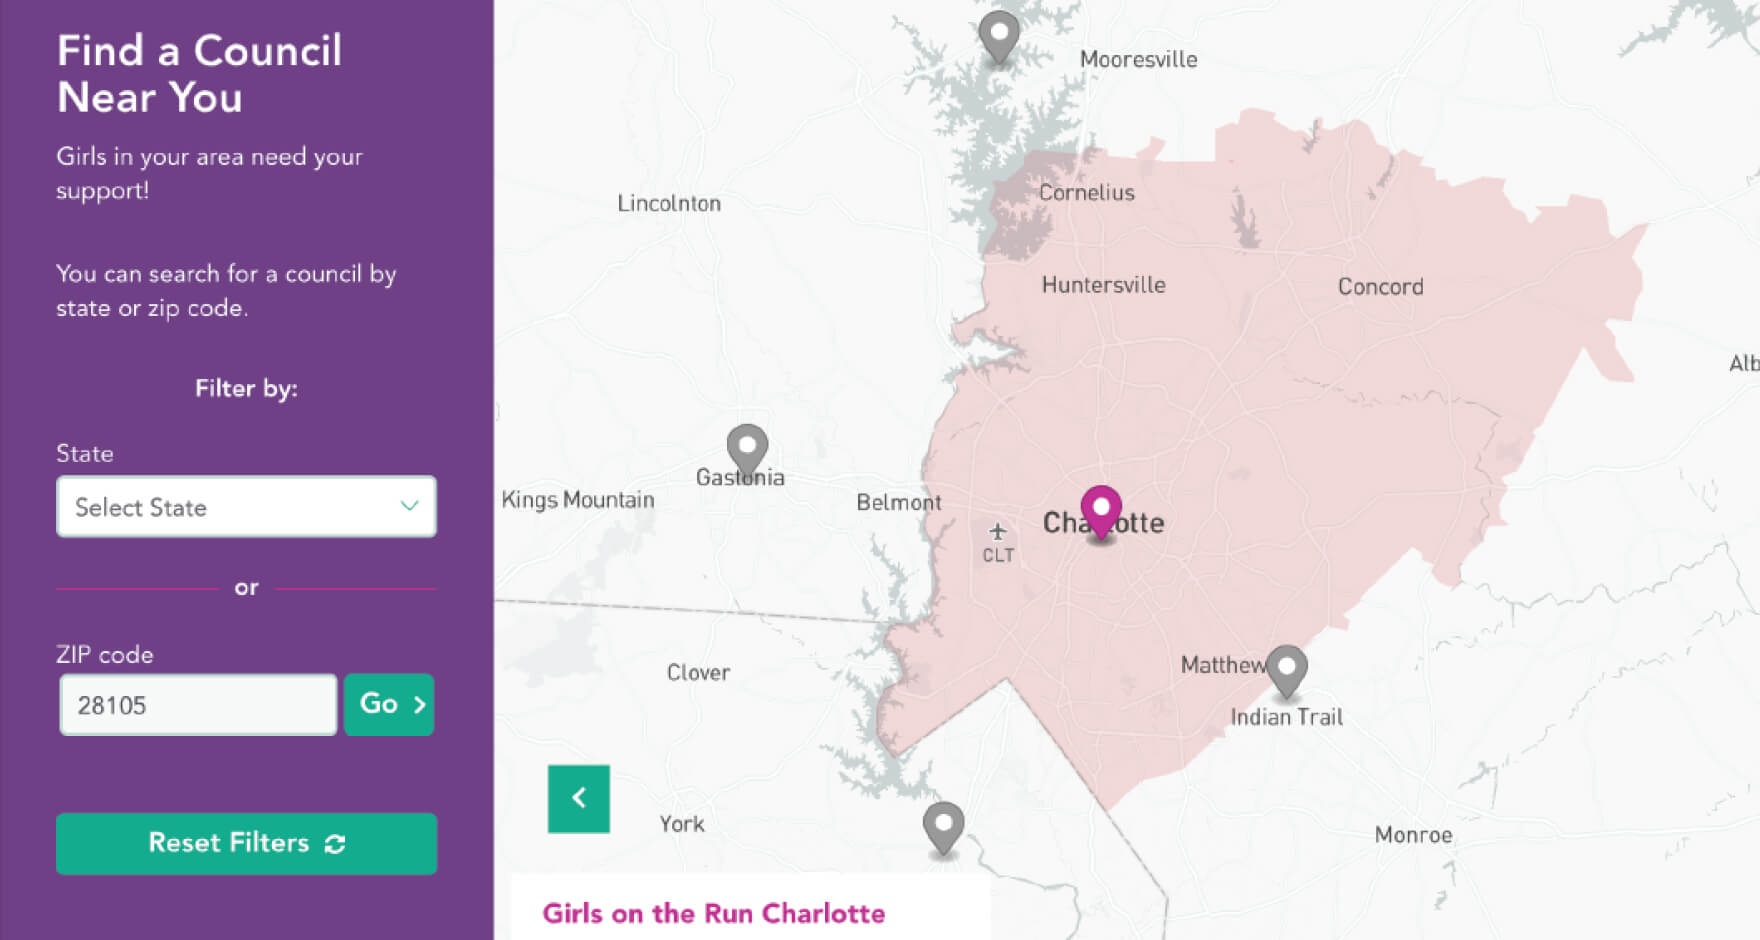 Find a Council
Near You
Girls in your area need your
support!
You can search for a council by
state or zip code.
Filter by:
State
Select State
or
ZIP code
28105
Go
Reset Filters
Mooresville
Lincolnton
Cornelius
Huntersville
Concord
Alb
Gastonia
Kings Mountain
Belmont
Charlotte
CLT
Clover
Matthew
Indian Trail
York
Monroe
Girls on the Run Charlotte